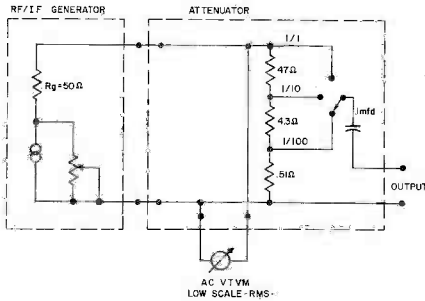 RF/IF GENERATOR
ATTENUATOR
1/1
Rg=50Ω
47Ω
1/10
4.3Ω
.1mfd
1/100
.51Ω
OUTPUT
AC VTVM
LOW SCALE-RMS-